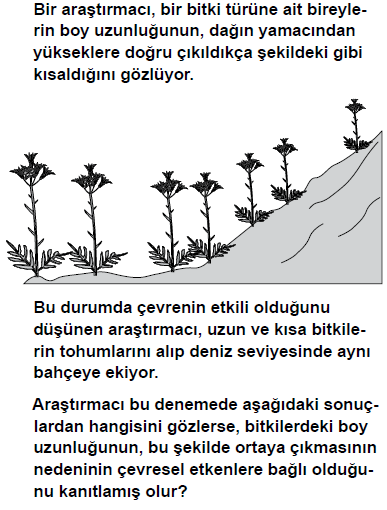 Bir araştırmacı, bir bitki türüne ait bireyle-
rin boy uzunluğunun, dağın yamacından
yükseklere doğru çıkıldıkça şekildeki gibi
kısaldığını gözlüyor.
Bu durumda çevrenin etkili olduğunu
düşünen araştırmacı, uzun ve kısa bitkile-
rin tohumlarını alıp deniz seviyesinde aynı
bahçeye ekiyor.
Araştırmacı bu denemede aşağıdaki sonuç-
lardan hangisini gözlerse, bitkilerdeki boy
uzunluğunun, bu şekilde ortaya çıkmasının
nedeninin çevresel etkenlere bağlı olduğu-
nu kanıtlamış olur?